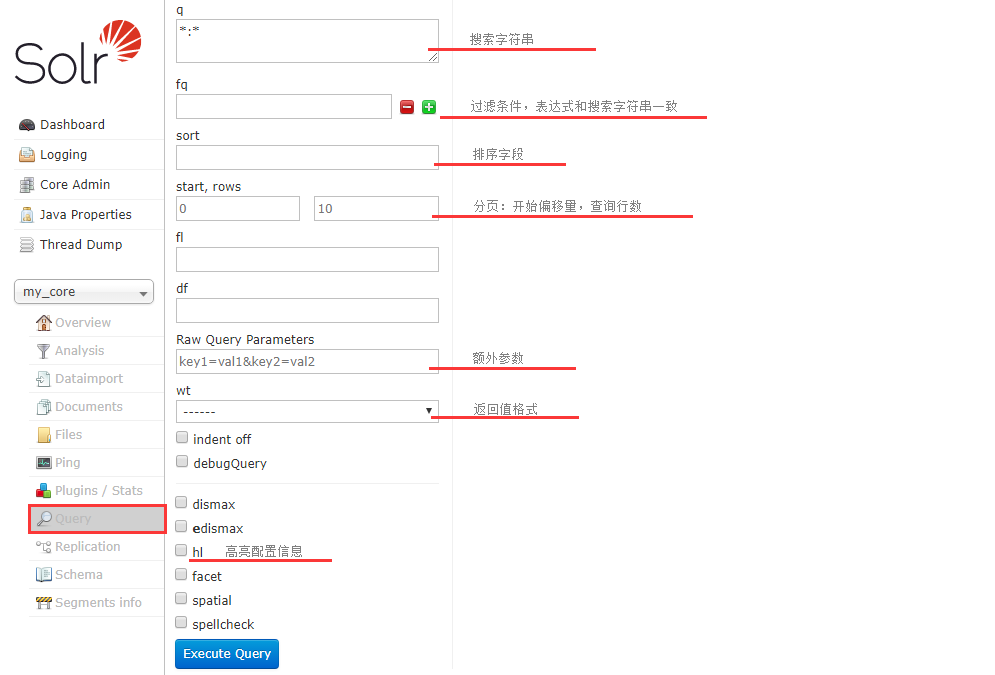 Solr
Dashboard
Logging
Core Admin
Java Properties
Thread Dump
my_core
Overview
Analysis
Dataimport
Documents
Files
Ping
Plugins / Stats
Query
Replication
Schema
Segments info
q
*:*
搜索字符串
fq
过滤条件，表达式和搜索字符串一致
sort
排序字段
start, rows
0
10
分页：开始偏移量，查询行数
fl
df
Raw Query Parameters
key1=val1&key2=val2
额外参数
wt
------
返回值格式
indent off
debugQuery
dismax
edismax
hl 高亮配置信息
facet
spatial
spellcheck
Execute Query